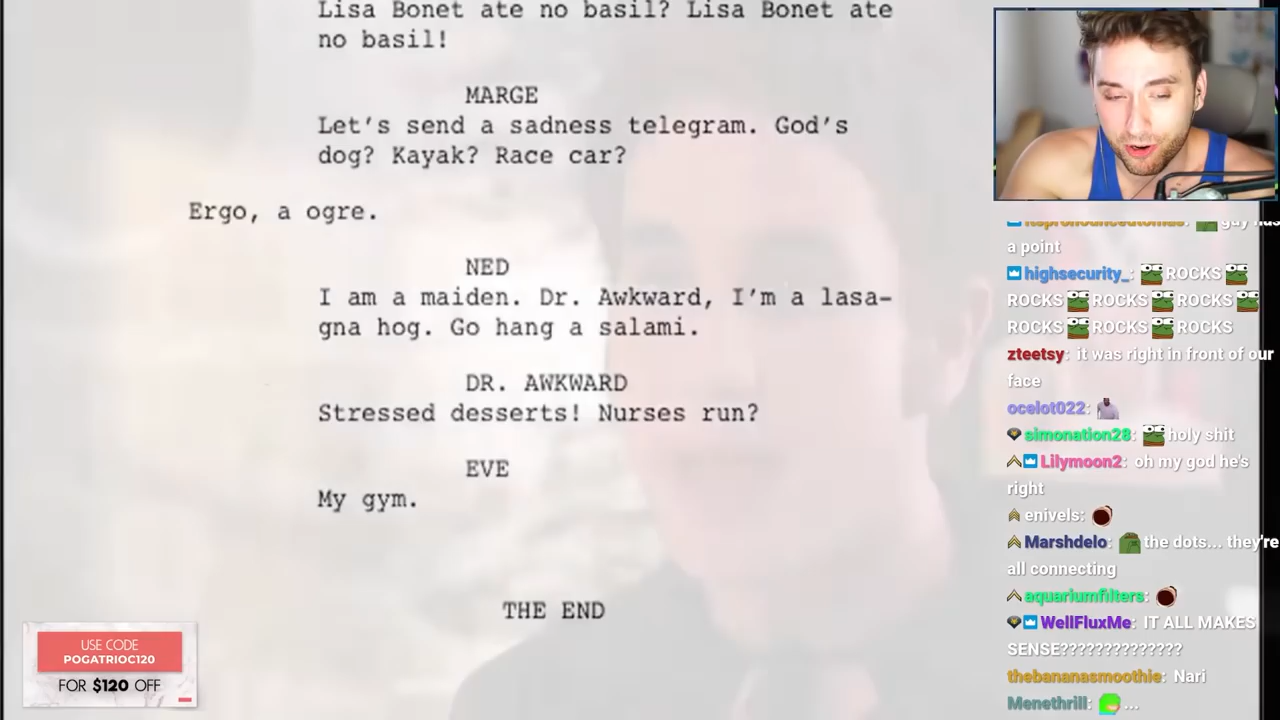 Lisa Bonet ate no basil? Lisa Bonet ate
no basil!
MARGE
Let's send a sadness telegram. God's
dog? Kayak? Race car?
Ergo, a ogre.
NED
I am a maiden. Dr. Awkward, I'm a lasa-
gna hog. Go hang a salami.
DR. AWKWARD
Stressed desserts! Nurses run?
EVE
My gym.
THE END
USE CODE
POGATRIOC120
FOR $120 OFF
guy has
a point
highsecurity_: ROCKS
ROCKS ROCKS ROCKS
ROCKS ROCKS ROCKS
zteetsy: it was right in front of our
face
ocelot022:
simonation28: holy shit
Lilymoon2: oh my god he's
right
enivels:
Marshdelo: the dots... they're
all connecting
aquariumfilters:
WellFluxMe: IT ALL MAKES
SENSE??????????????
thebananasmoothie: Nari
Menethrill: ...